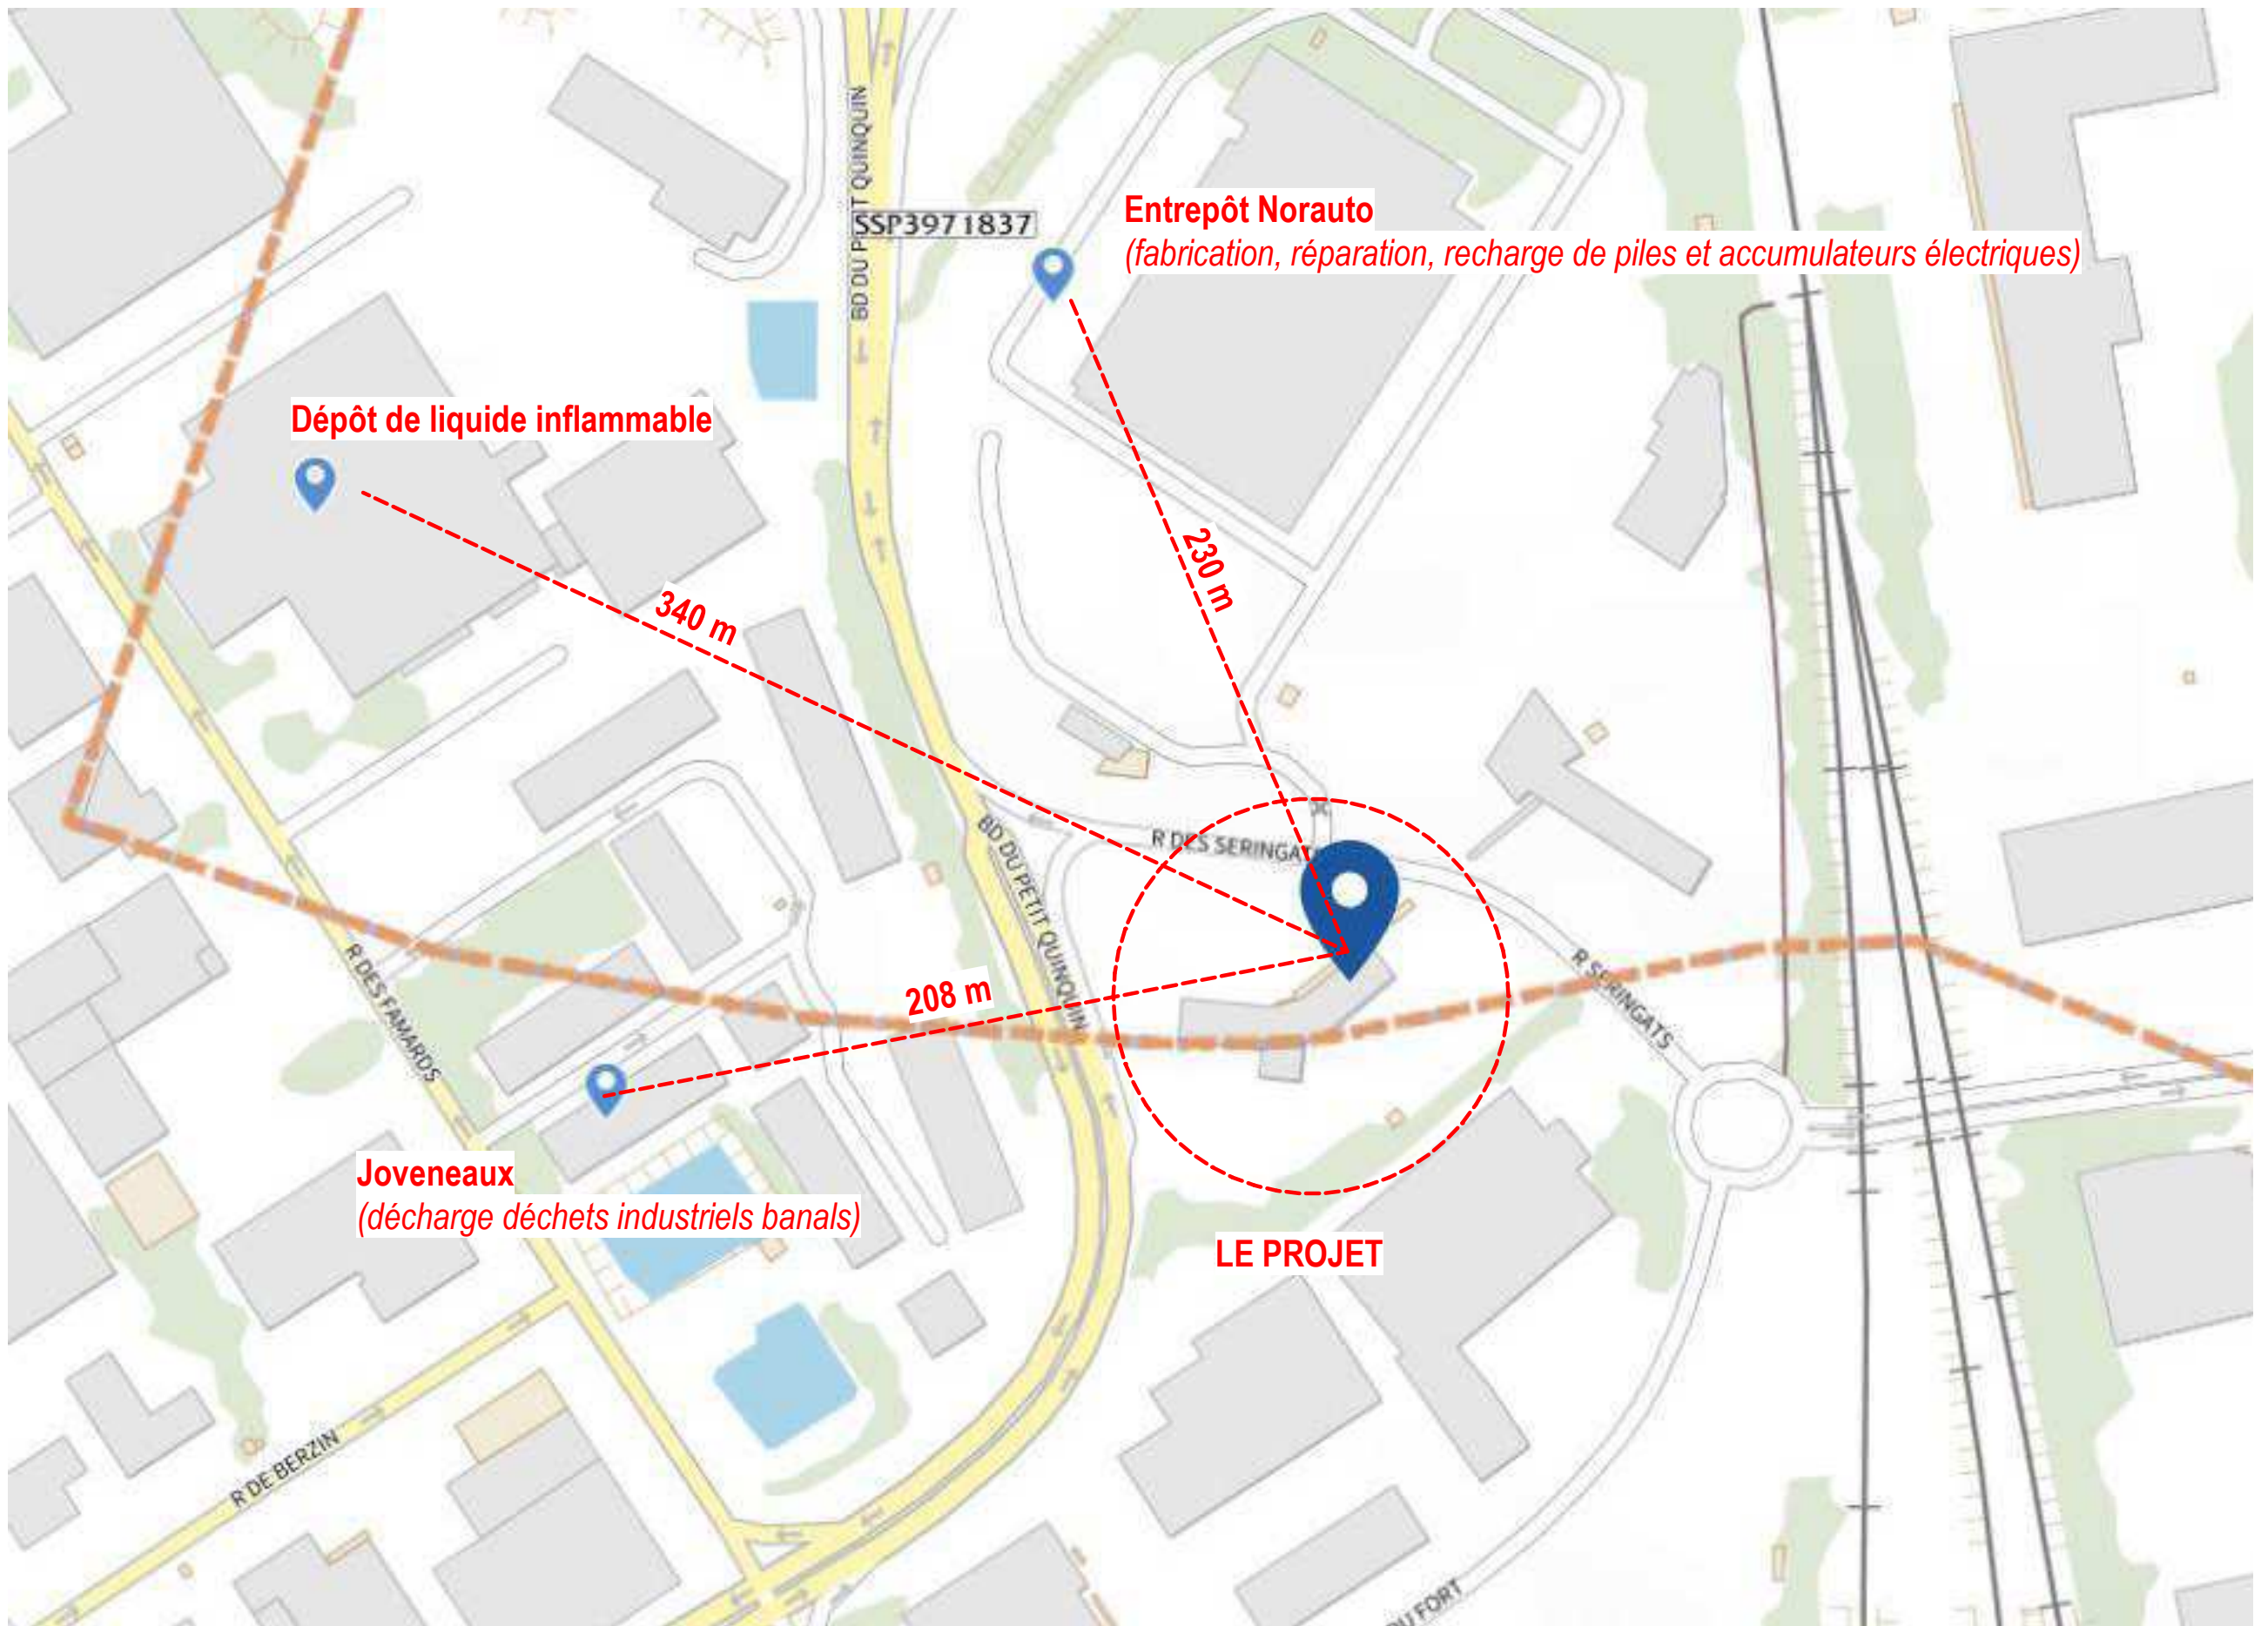 BD DU PETIT QUINQUIN
SSP3971837
Entrepôt Norauto
(fabrication, réparation, recharge de piles et accumulateurs électriques)
Dépôt de liquide inflammable
230 m
340 m
R DES SERINGATS
BD DU PETIT QUINQUIN
R DES FAMARDS
208 m
R SERINGATS
Joveneaux
(décharge déchets industriels banals)
LE PROJET
R DE BERZIN
DU FORT